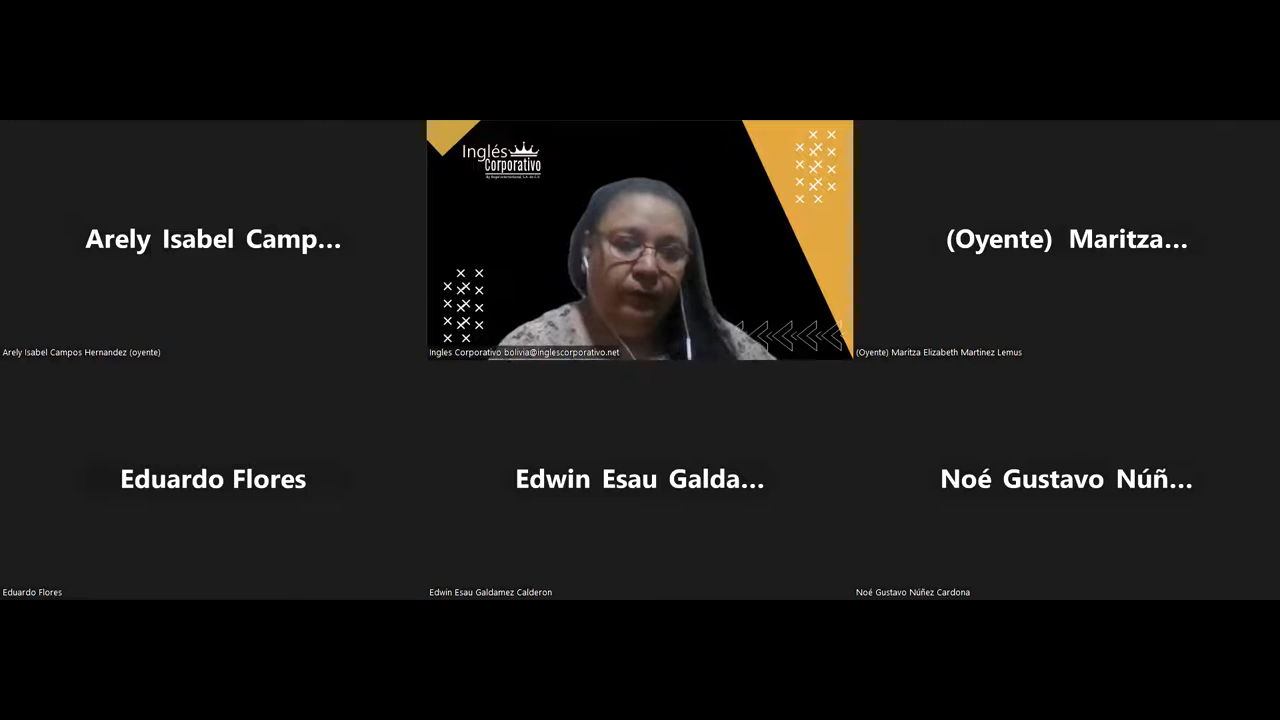 Arely Isabel Camp...
Arely Isabel Campos Hernandez (oyente)
Inglés
Corporativo
Ingles Corporativo bolivia@inglescorporativo.net
(Oyente) Maritza...
(Oyente) Maritza Elizabeth Martinez Lemus
Eduardo Flores
Eduardo Flores
Edwin Esau Galda...
Edwin Esau Galdamez Calderon
Noé Gustavo Núñ...
Noé Gustavo Núñez Cardona